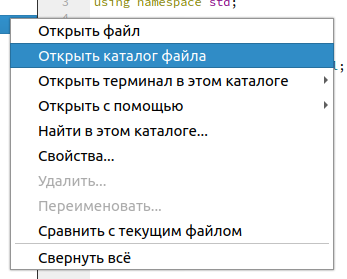 3 using namespace std;
Открыть файл
Открыть каталог файла
Открыть терминал в этом каталоге
Открыть с помощью
Найти в этом каталоге...
Свойства...
Удалить...
Переименовать...
Сравнить с текущим файлом
Свернуть всё